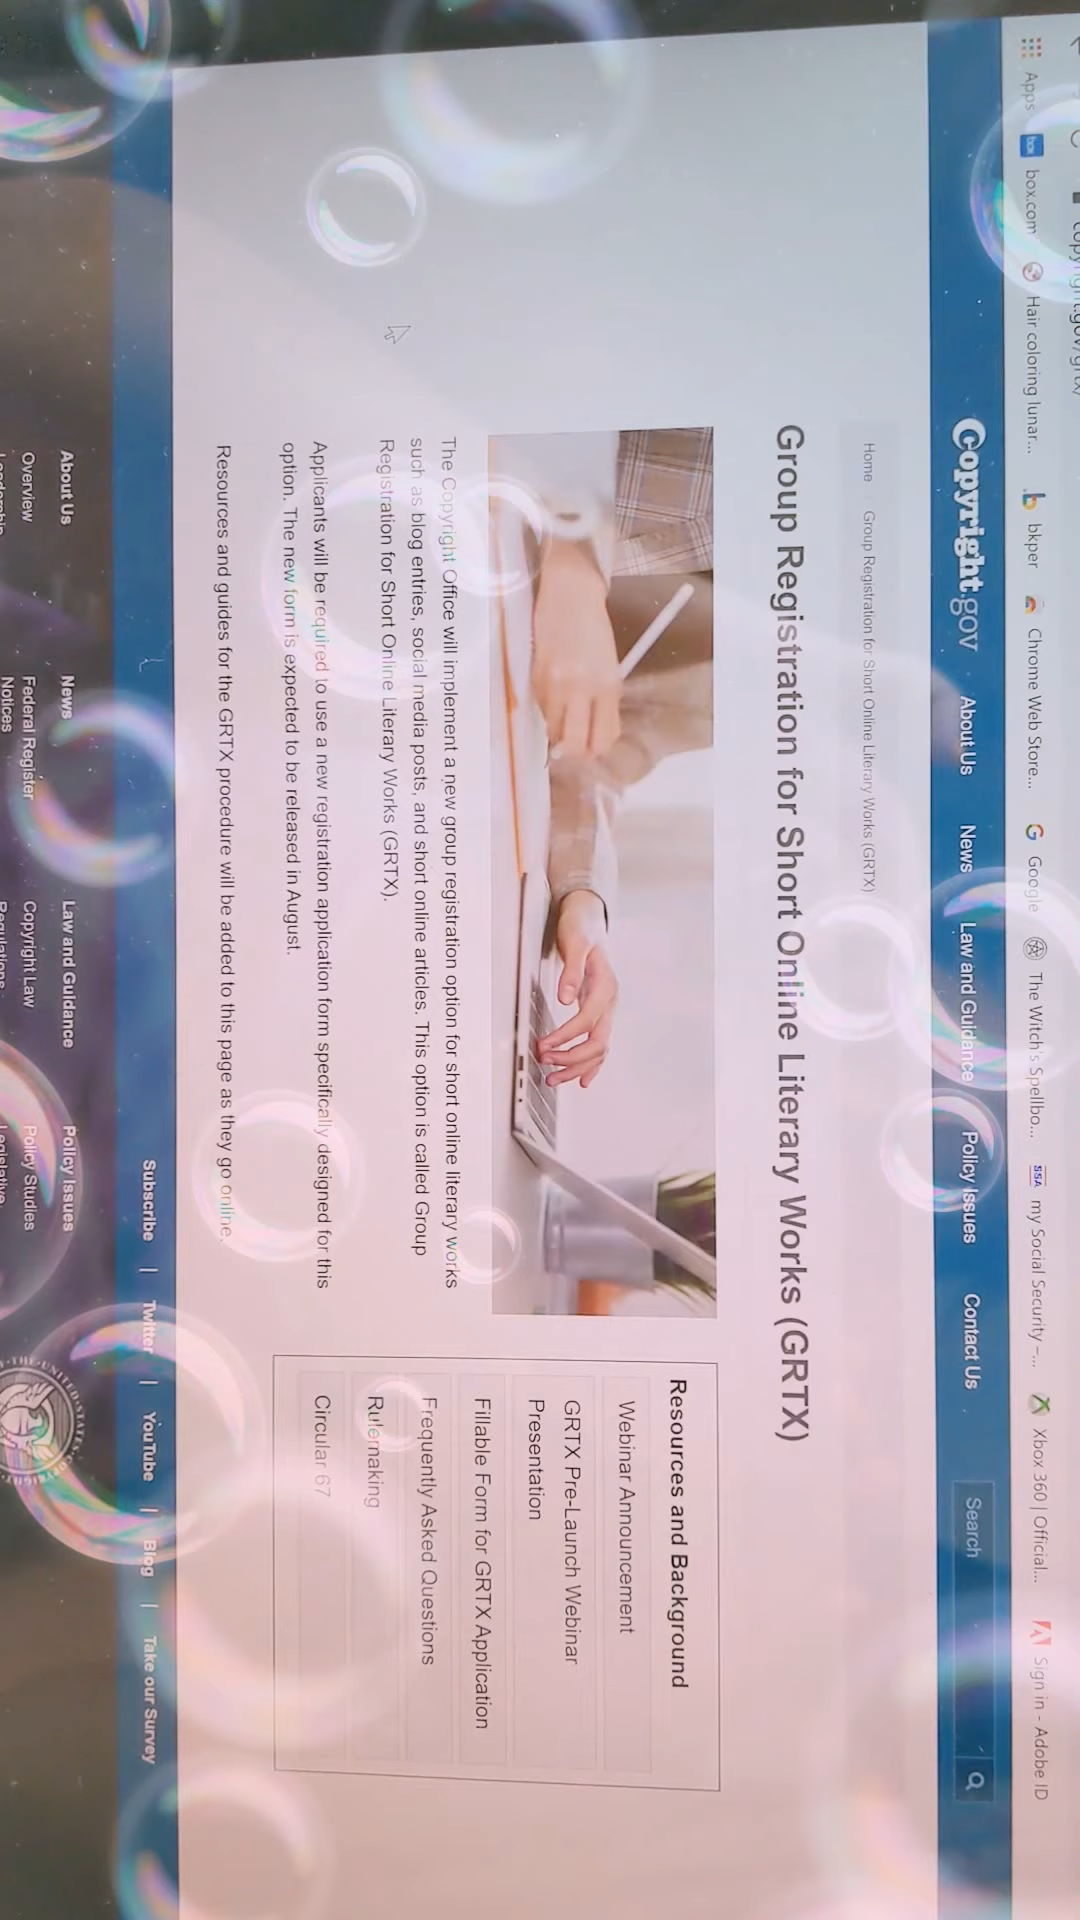 copyright.gov/grtx/
Apps box.com Hair coloring lunar... bkper Chrome Web Store... Google The Witch's Spellbo... SSA my Social Security –... Xbox 360 | Official... Sign in - Adobe ID
Copyright.gov About Us News Law and Guidance Policy Issues Contact Us Search
Home Group Registration for Short Online Literary Works (GRTX)
Group Registration for Short Online Literary Works (GRTX)
The Copyright Office will implement a new group registration option for short online literary works
such as blog entries, social media posts, and short online articles. This option is called Group
Registration for Short Online Literary Works (GRTX).
Applicants will be required to use a new registration application form specifically designed for this
option. The new form is expected to be released in August.
Resources and guides for the GRTX procedure will be added to this page as they go online.
Resources and Background
Webinar Announcement
GRTX Pre-Launch Webinar
Presentation
Fillable Form for GRTX Application
Frequently Asked Questions
Rulemaking
Circular 67
Subscribe | Twitter | YouTube | Blog | Take our Survey
About Us News Law and Guidance Policy Issues
Overview Federal Register Copyright Law Policy Studies
Notices
Leadership Regulations Legislative